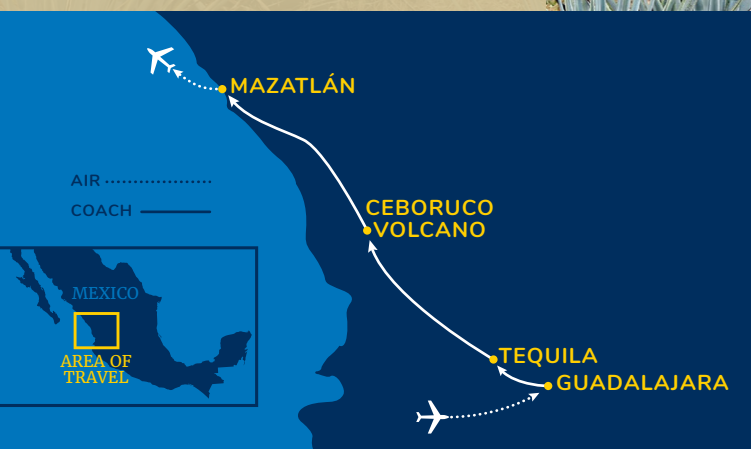 MAZATLÁN
AIR
COACH
CEBORUCO
VOLCANO
MEXICO
AREA OF
TRAVEL
TEQUILA
GUADALAJARA